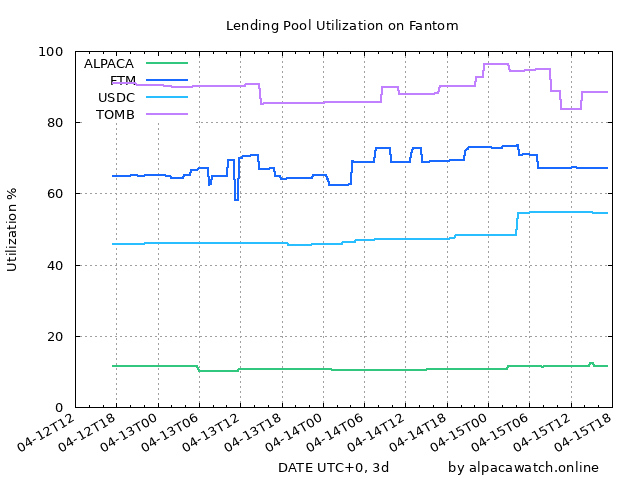 Lending Pool Utilization on Fantom
100
80
60
40
20
0
Utilization %
ALPACA
FTM
USDC
TOMB
04-12T12
04-12T18
04-13T00
04-13T06
04-13T12
04-13T18
04-14T00
04-14T06
04-14T12
04-14T18
04-15T00
04-15T06
04-15T12
04-15T18
DATE UTC+0, 3d
by alpacawatch.online